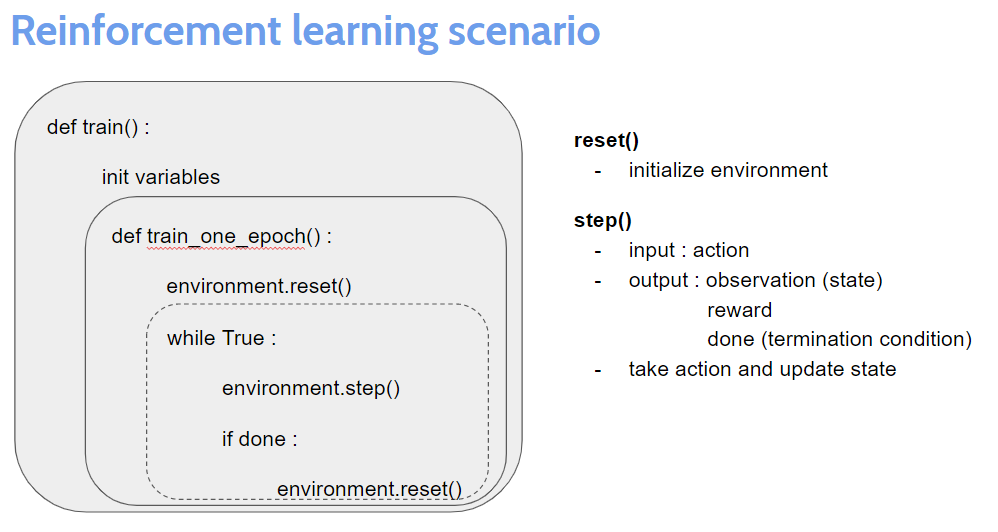 Reinforcement learning scenario
def train() :
init variables
def train_one_epoch() :
environment.reset()
while True :
environment.step()
if done :
environment.reset()
reset()
- initialize environment
step()
- input : action
- output : observation (state)
reward
done (termination condition)
- take action and update state